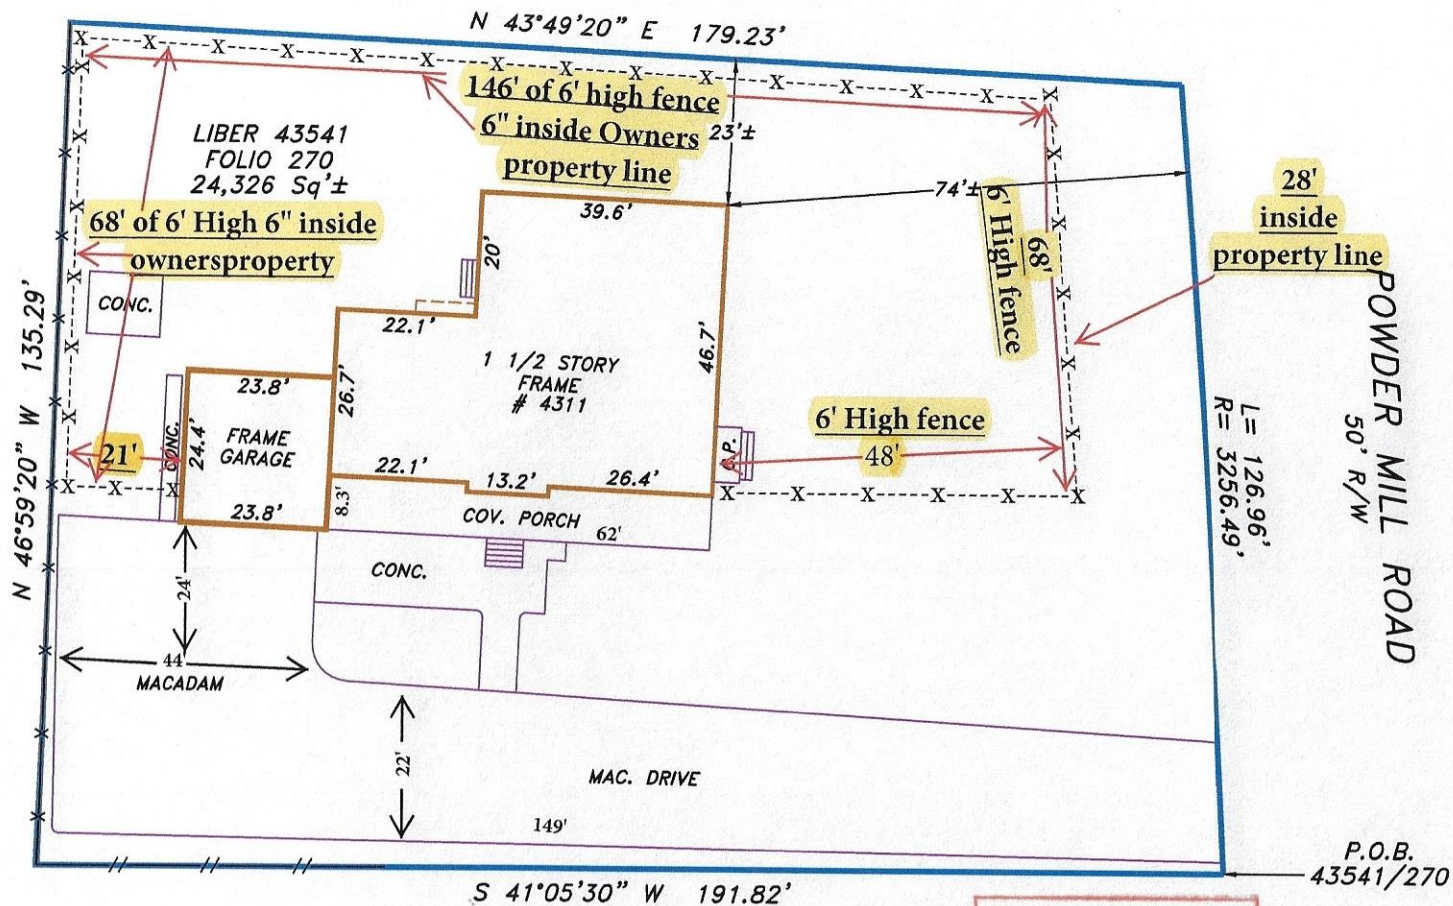 N 43°49'20" E 179.23'
146' of 6' high fence
6" inside Owners
property line
23'±
LIBER 43541
FOLIO 270
24,326 Sq'±
68' of 6' High 6" inside
ownersproperty
39.6'
20'
74'±
68'
6' High fence
28'
inside
property line
POWDER MILL ROAD
50' R/W
L= 126.96'
R= 3256.49'
N 46°59'20" W 135.29'
CONC.
22.1'
1 1/2 STORY
FRAME
# 4311
46.7'
26.7'
23.8'
24.4'
FRAME
GARAGE
CONC.
21'
6' High fence
48'
22.1'
13.2'
26.4'
23.8'
8.3'
COV. PORCH
62'
CONC.
24'
44
MACADAM
22'
MAC. DRIVE
149'
P.O.B.
43541/270
S 41°05'30" W 191.82'